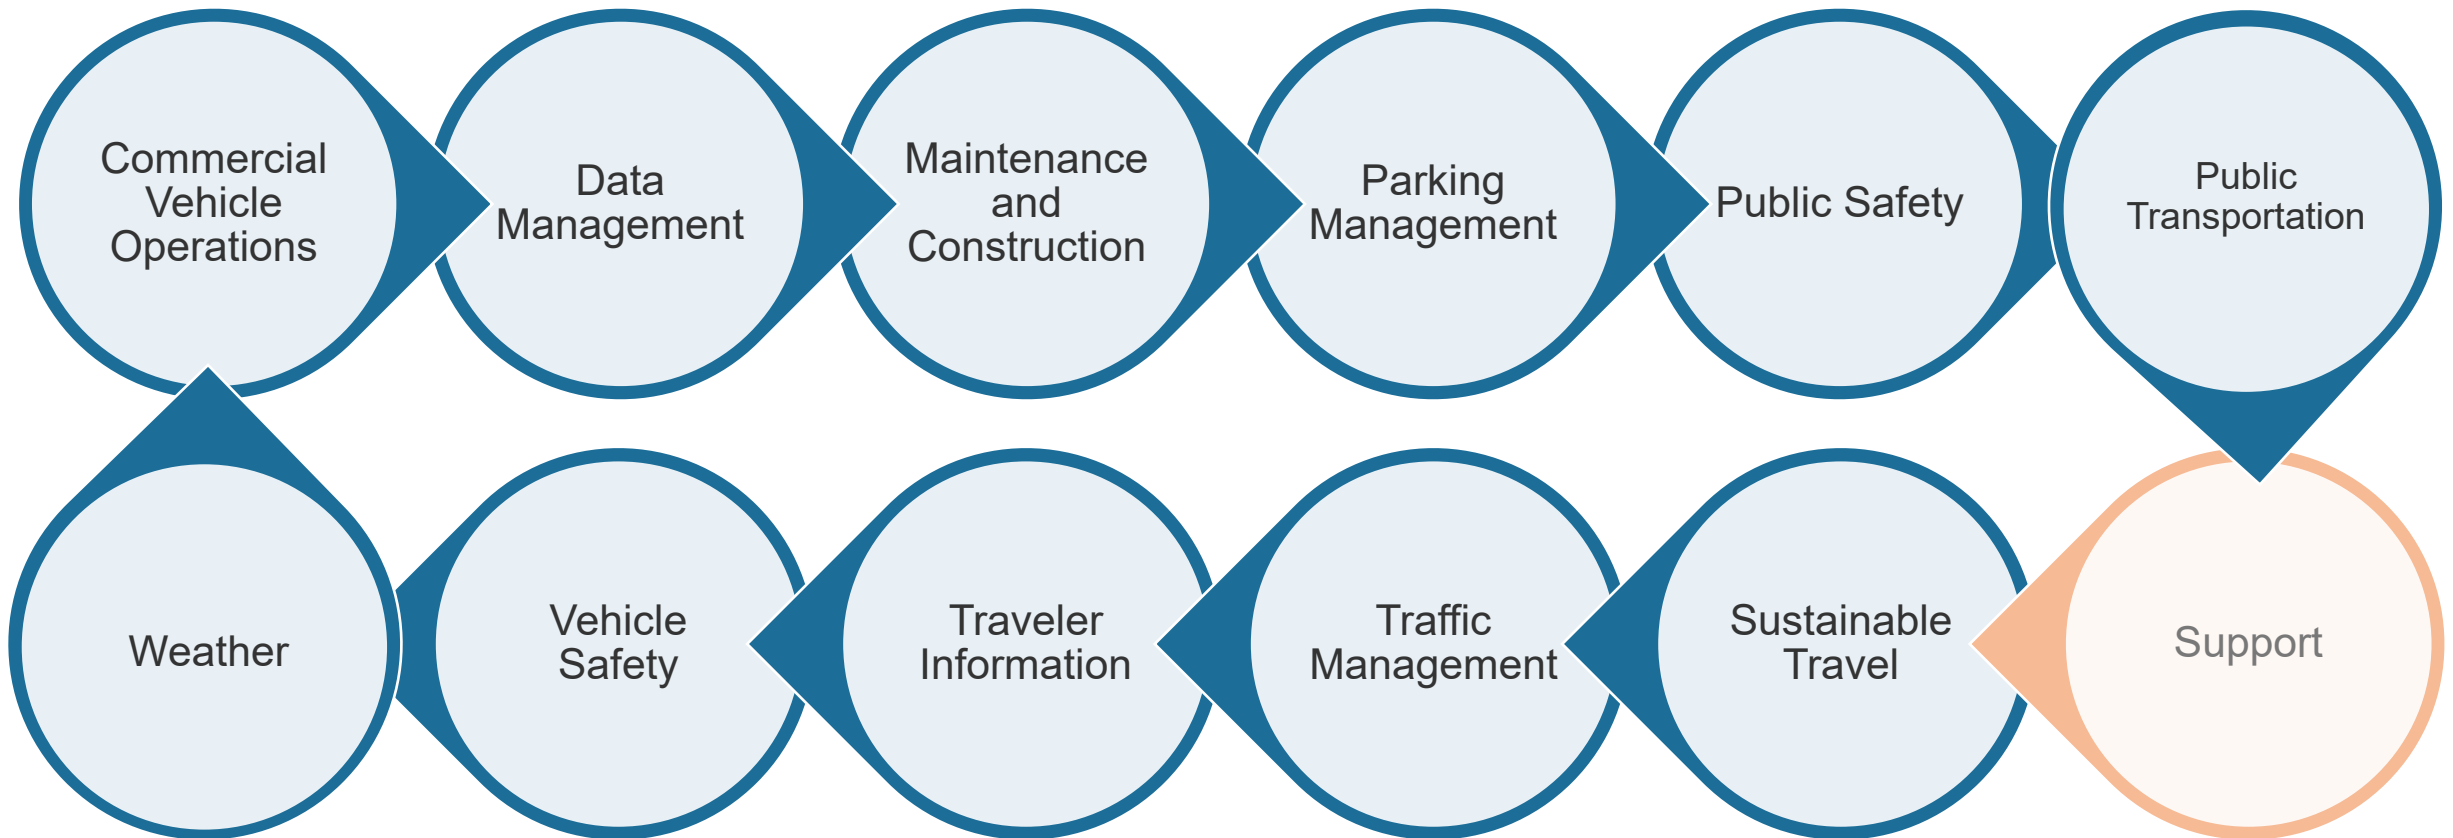 Commercial
Vehicle
Operations
Data
Management
Maintenance
and
Construction
Parking
Management
Public Safety
Public
Transportation
Weather
Vehicle
Safety
Traveler
Information
Traffic
Management
Sustainable
Travel
Support